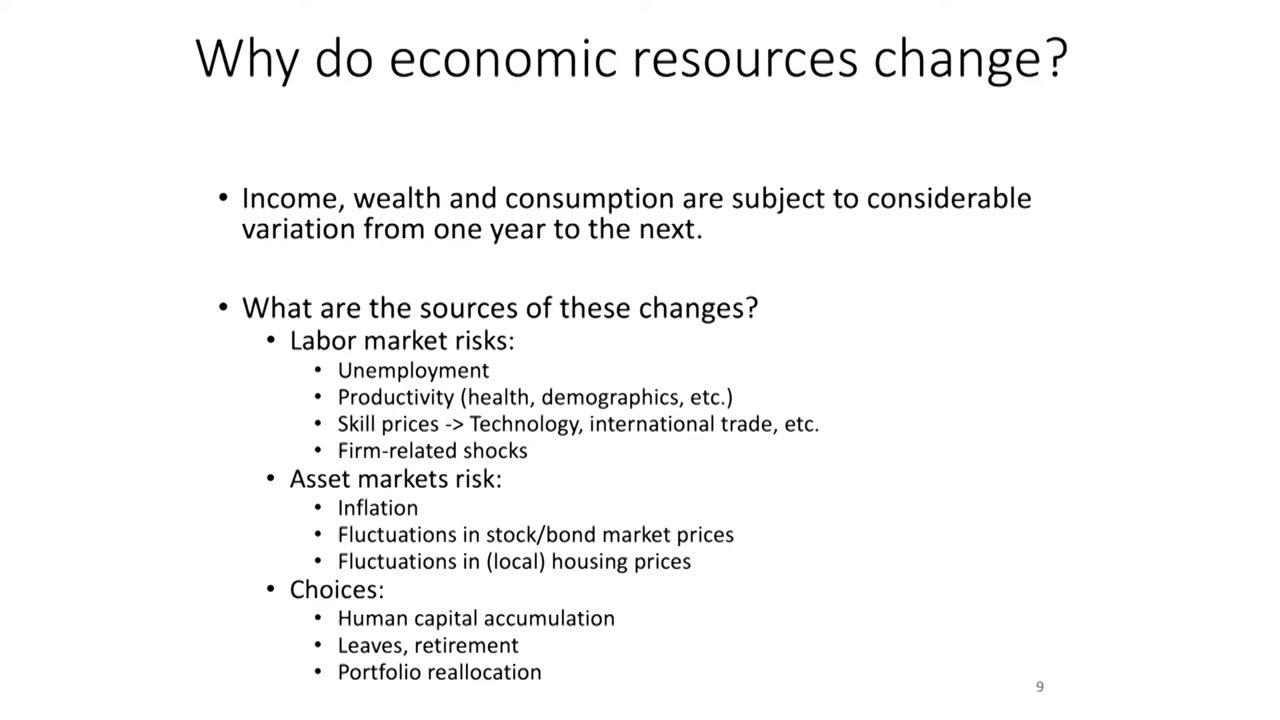 Why do economic resources change?
• Income, wealth and consumption are subject to considerable
variation from one year to the next.
• What are the sources of these changes?
• Labor market risks:
• Unemployment
• Productivity (health, demographics, etc.)
• Skill prices -> Technology, international trade, etc.
• Firm-related shocks
• Asset markets risk:
• Inflation
• Fluctuations in stock/bond market prices
• Fluctuations in (local) housing prices
• Choices:
• Human capital accumulation
• Leaves, retirement
• Portfolio reallocation
9